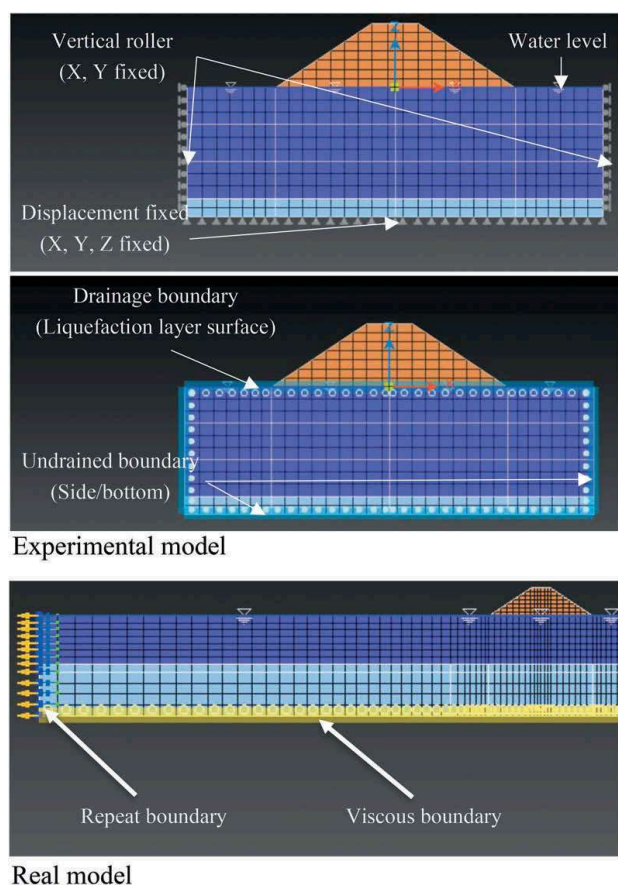 Vertical roller
(X, Y fixed)
Water level
Displacement fixed
(X, Y, Z fixed)
Drainage boundary
(Liquefaction layer surface)
Undrained boundary
(Side/bottom)
Experimental model
Repeat boundary
Viscous boundary
Real model